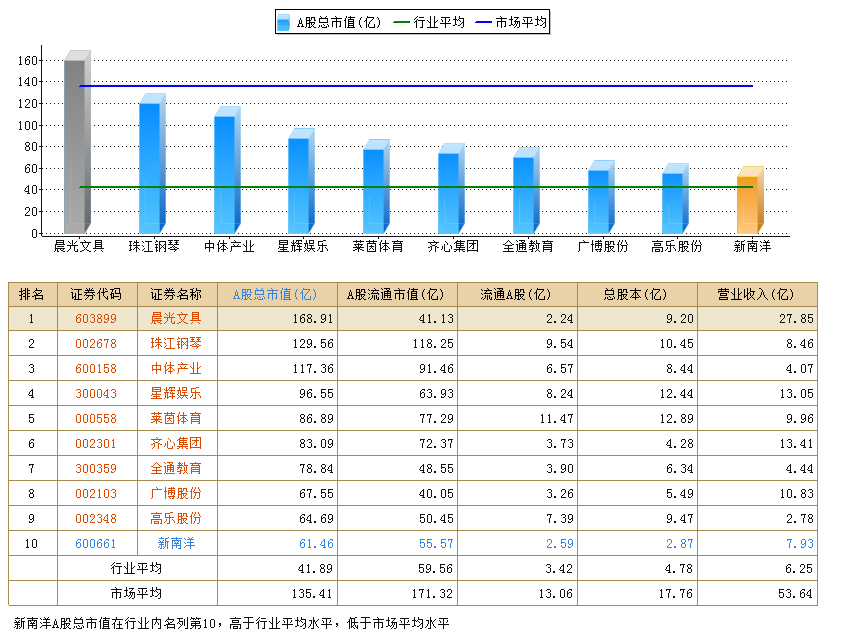 A股总市值(亿) 行业平均 市场平均
160
140
120
100
80
60
40
20
0
晨光文具 珠江钢琴 中体产业 星辉娱乐 莱茵体育 齐心集团 全通教育 广博股份 高乐股份 新南洋
排名 证券代码 证券名称 A股总市值(亿) A股流通市值(亿) 流通A股(亿) 总股本(亿) 营业收入(亿)
1 603899 晨光文具 168.91 41.13 2.24 9.20 27.85
2 002678 珠江钢琴 129.56 118.25 9.54 10.45 8.46
3 600158 中体产业 117.36 91.46 6.57 8.44 4.07
4 300043 星辉娱乐 96.55 63.93 8.24 12.44 13.05
5 000558 莱茵体育 86.89 77.29 11.47 12.89 9.96
6 002301 齐心集团 83.09 72.37 3.73 4.28 13.41
7 300359 全通教育 78.84 48.55 3.90 6.34 4.44
8 002103 广博股份 67.55 40.05 3.26 5.49 10.83
9 002348 高乐股份 64.69 50.45 7.39 9.47 2.78
10 600661 新南洋 61.46 55.57 2.59 2.87 7.93
行业平均 41.89 59.56 3.42 4.78 6.25
市场平均 135.41 171.32 13.06 17.76 53.64
新南洋A股总市值在行业内名列第10，高于行业平均水平，低于市场平均水平